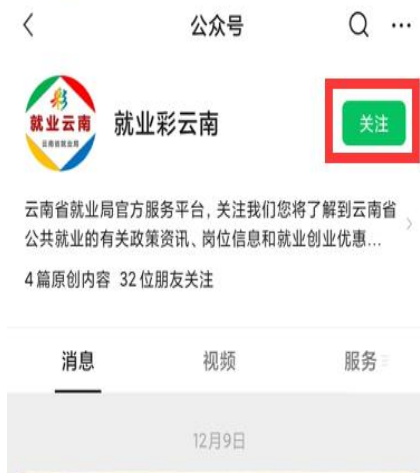 公众号
彩
就业云南
云南省就业局
就业彩云南
关注
云南省就业局官方服务平台，关注我们您将了解到云南省
公共就业的有关政策资讯、岗位信息和就业创业优惠...
4篇原创内容 32位朋友关注
消息 视频 服务
12月9日